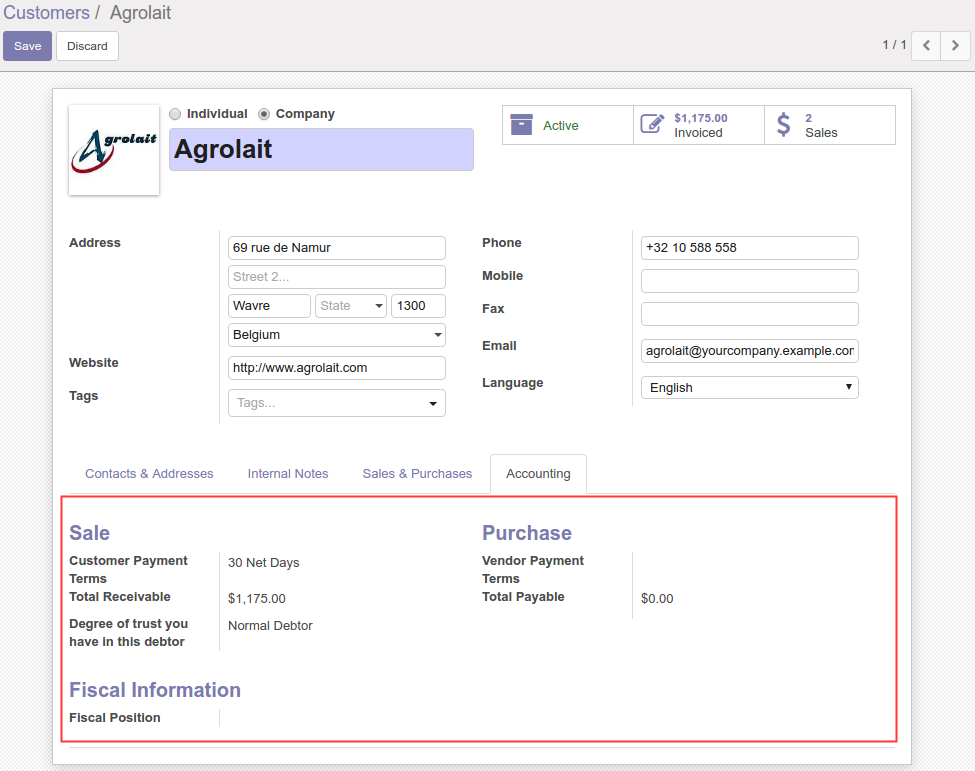 Customers / Agrolait
Save Discard 1 / 1
Agrolait
Individual Company
Agrolait
Active
$1,175.00
Invoiced
2
Sales
Address
69 rue de Namur
Street 2...
Wavre State 1300
Belgium
Website http://www.agrolait.com
Tags Tags...
Phone +32 10 588 558
Mobile
Fax
Email agrolait@yourcompany.example.cor
Language English
Contacts & Addresses Internal Notes Sales & Purchases Accounting
Sale
Customer Payment
Terms
30 Net Days
Total Receivable $1,175.00
Degree of trust you
have in this debtor
Normal Debtor
Purchase
Vendor Payment
Terms
Total Payable $0.00
Fiscal Information
Fiscal Position